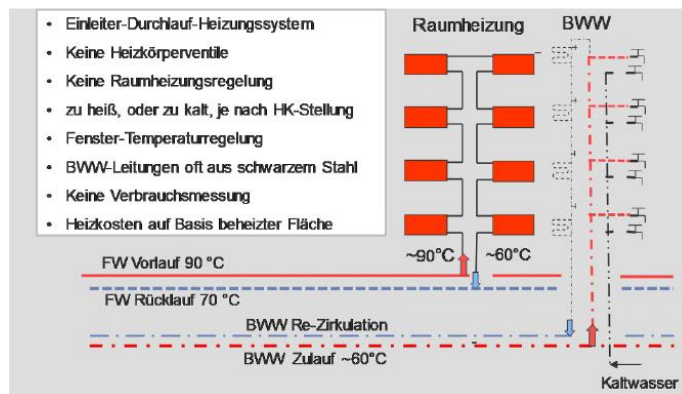 • Einleiter-Durchlauf-Heizungssystem
• Keine Heizkörperventile
• Keine Raumheizungsregelung
• zu heiß, oder zu kalt, je nach HK-Stellung
• Fenster-Temperaturregelung
• BWW-Leitungen oft aus schwarzem Stahl
• Keine Verbrauchsmessung
• Heizkosten auf Basis beheizter Fläche
Raumheizung
BWW
~90°C
~60°C
FW Vorlauf 90 °C
FW Rücklauf 70 °C
BWW Re-Zirkulation
BWW Zulauf ~60°C
Kaltwasser